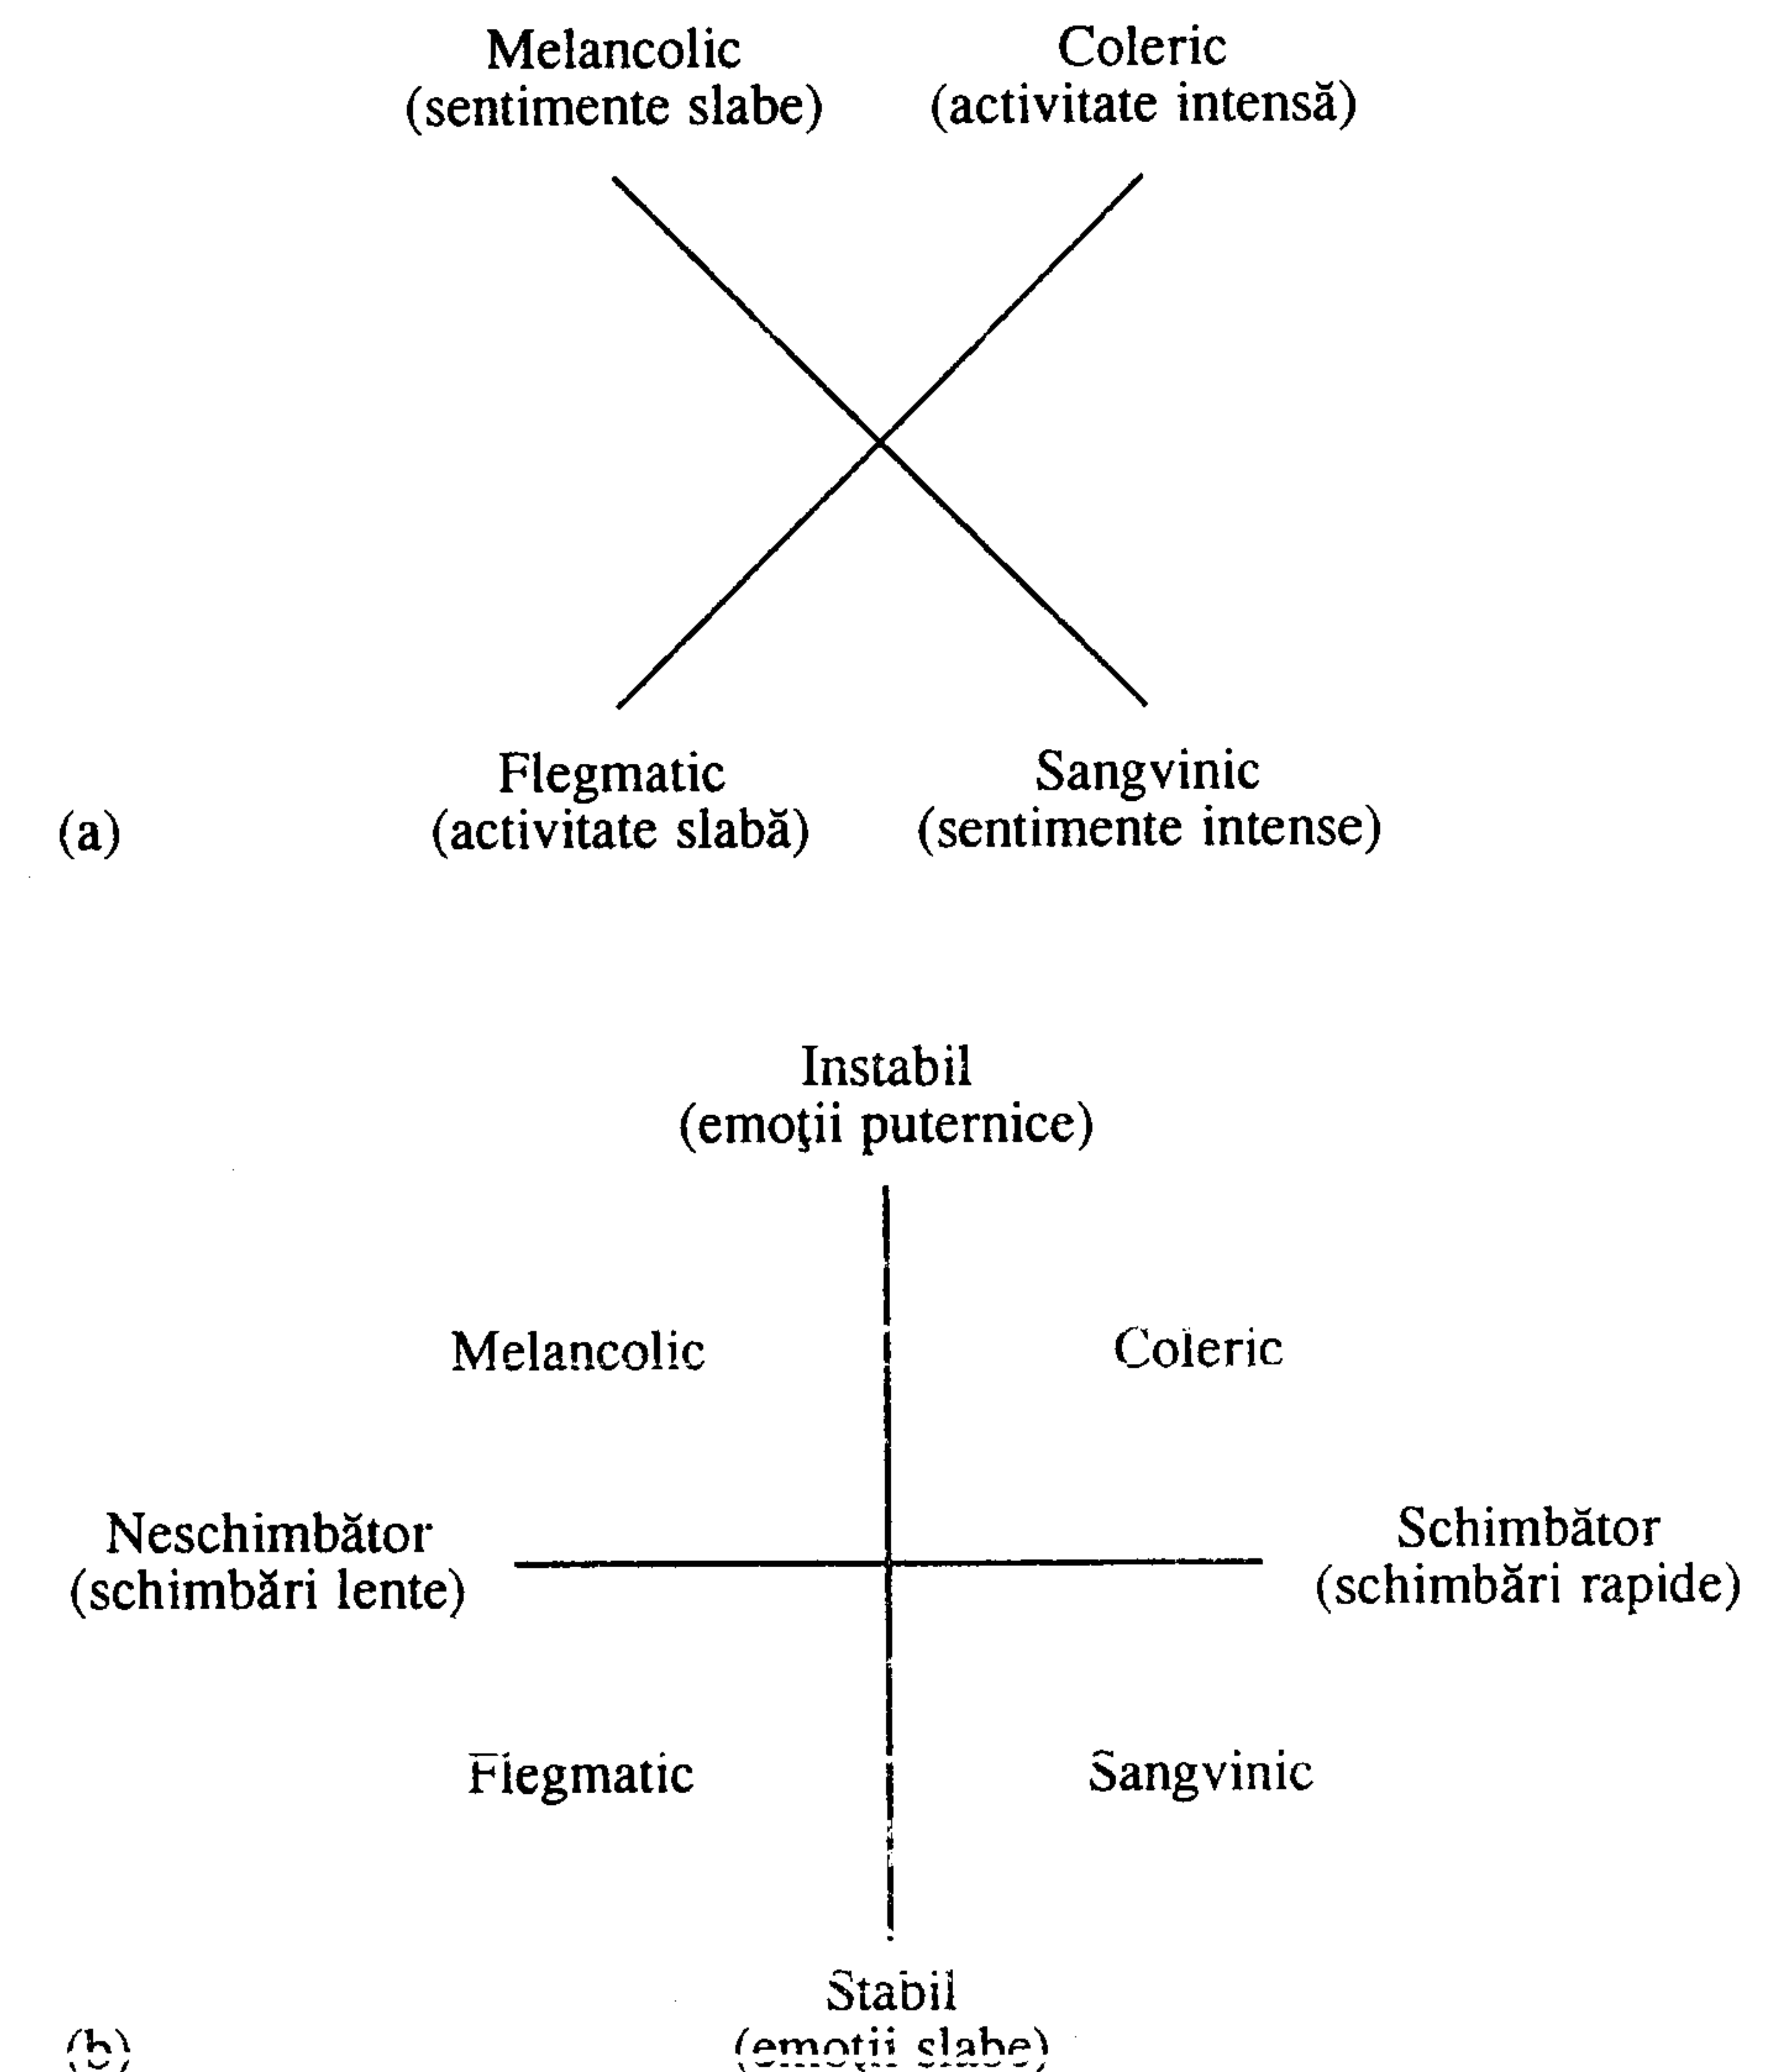 Melancolic
(sentimente slabe)
Coleric
(activitate intensă)
Flegmatic
(activitate slabă)
Sangvinic
(sentimente intense)
(a)
Instabil
(emoţii puternice)
Melancolic
Coleric
Neschimbător
(schimbări lente)
Schimbător
(schimbări rapide)
Flegmatic
Sangvinic
Stabil
(emoţii slabe)
(b)